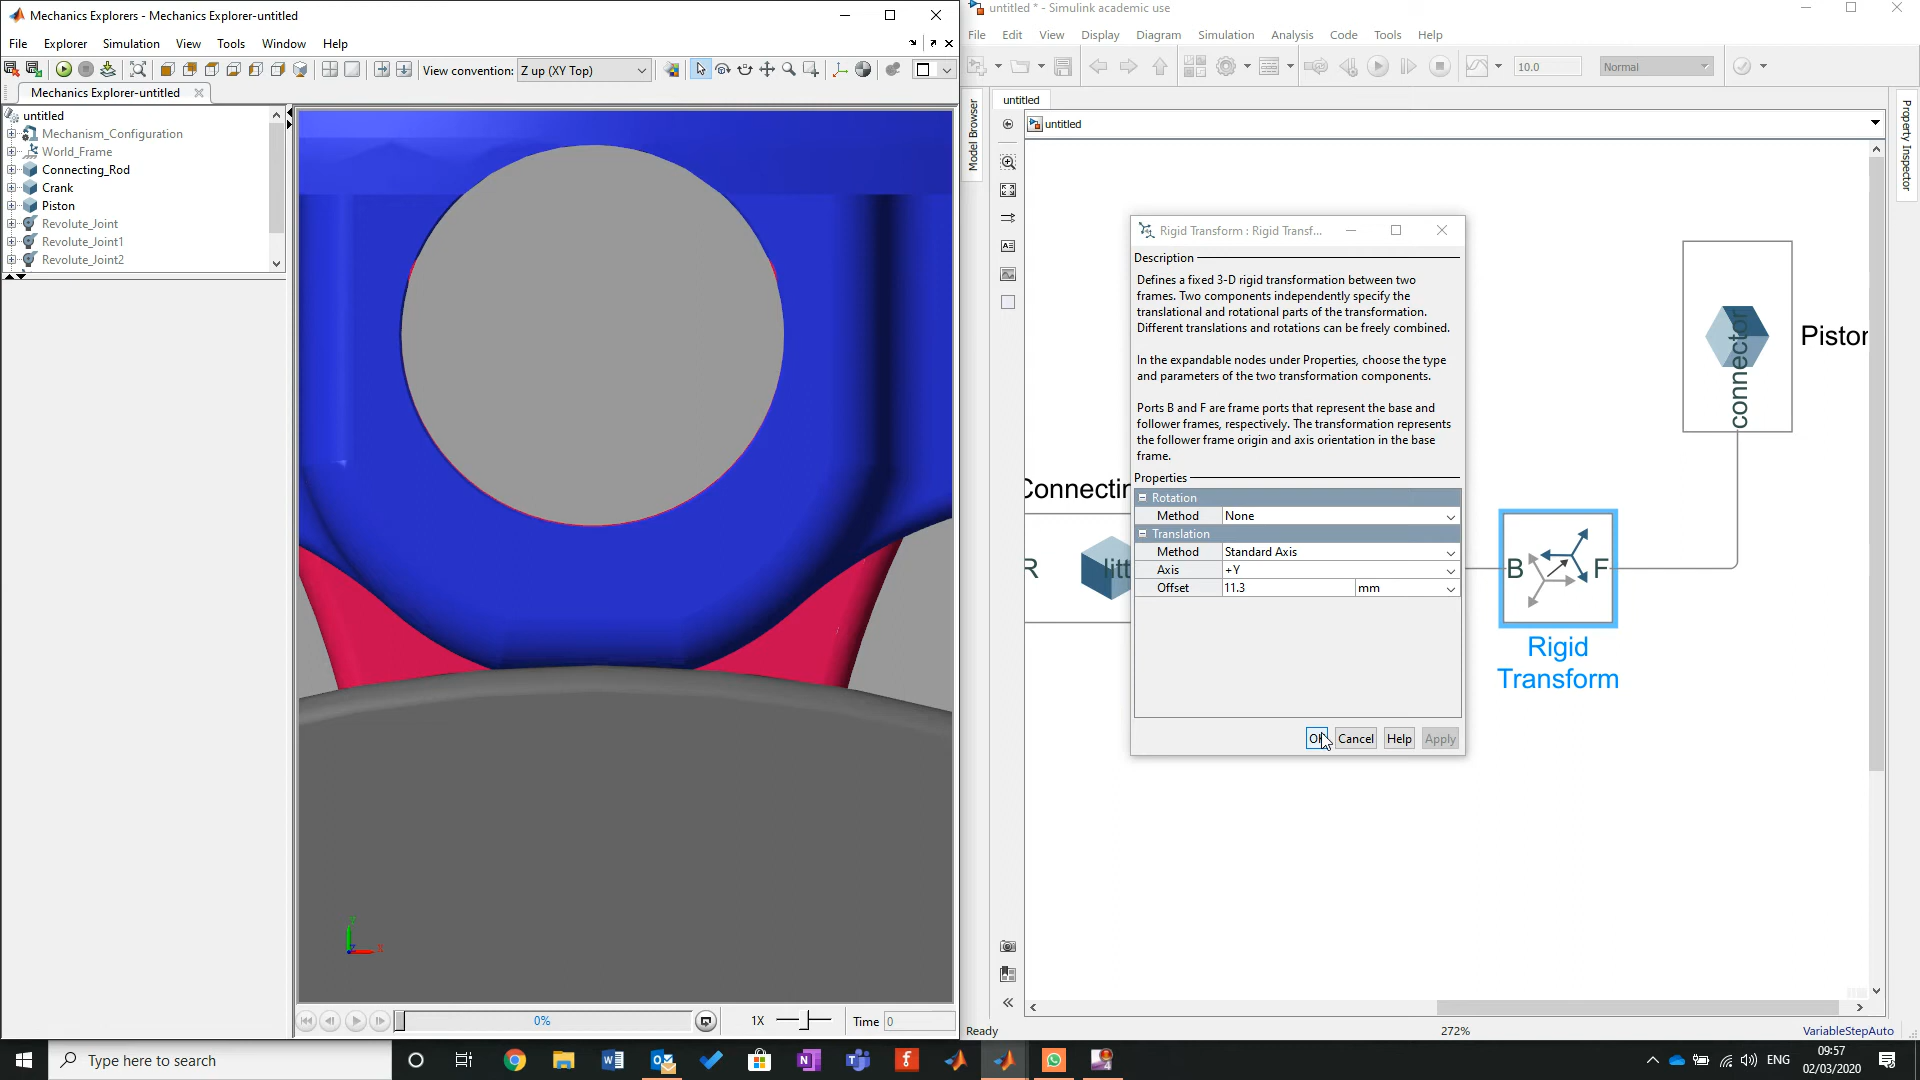 Mechanics Explorers - Mechanics Explorer-untitled
File Explorer Simulation View Tools Window Help
View convention: Z up (XY Top)
Mechanics Explorer-untitled
untitled
Mechanism_Configuration
World_Frame
Connecting_Rod
Crank
Piston
Revolute_Joint
Revolute_Joint1
Revolute_Joint2
0%
1X
Time 0
untitled * - Simulink academic use
File Edit View Display Diagram Simulation Analysis Code Tools Help
10.0
Normal
untitled
untitled
Model Browser
Property Inspector
Connectin
R
litt
Piston
connector
B
F
Rigid
Transform
Rigid Transform : Rigid Transf...
Description
Defines a fixed 3-D rigid transformation between two
frames. Two components independently specify the
translational and rotational parts of the transformation.
Different translations and rotations can be freely combined.
In the expandable nodes under Properties, choose the type
and parameters of the two transformation components.
Ports B and F are frame ports that represent the base and
follower frames, respectively. The transformation represents
the follower frame origin and axis orientation in the base
frame.
Properties
Rotation
Method None
Translation
Method Standard Axis
Axis +Y
Offset 11.3 mm
Cancel Help Apply
Ready
272%
VariableStepAuto
Type here to search
ENG
09:57
02/03/2020